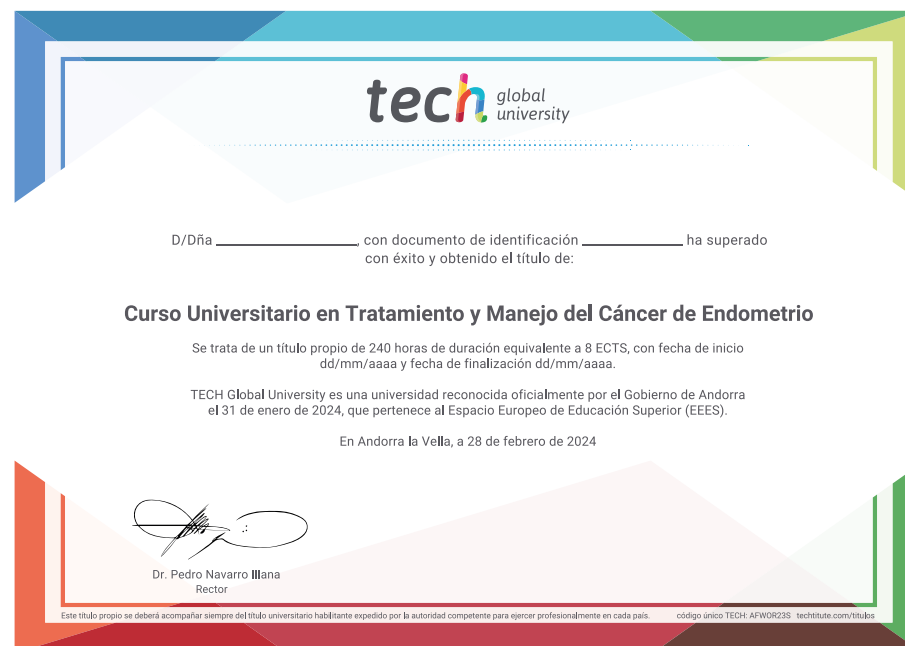 tech global university
D/Dña ____________________, con documento de identificación ______________ ha superado
con éxito y obtenido el título de:
Curso Universitario en Tratamiento y Manejo del Cáncer de Endometrio
Se trata de un título propio de 240 horas de duración equivalente a 8 ECTS, con fecha de inicio
dd/mm/aaaa y fecha de finalización dd/mm/aaaa.
TECH Global University es una universidad reconocida oficialmente por el Gobierno de Andorra
el 31 de enero de 2024, que pertenece al Espacio Europeo de Educación Superior (EEES).
En Andorra la Vella, a 28 de febrero de 2024
Dr. Pedro Navarro Illana
Rector
Este título propio se deberá acompañar siempre del título universitario habilitante expedido por la autoridad competente para ejercer profesionalmente en cada país. código único TECH: AFWOR23S techtitute.com/titulos